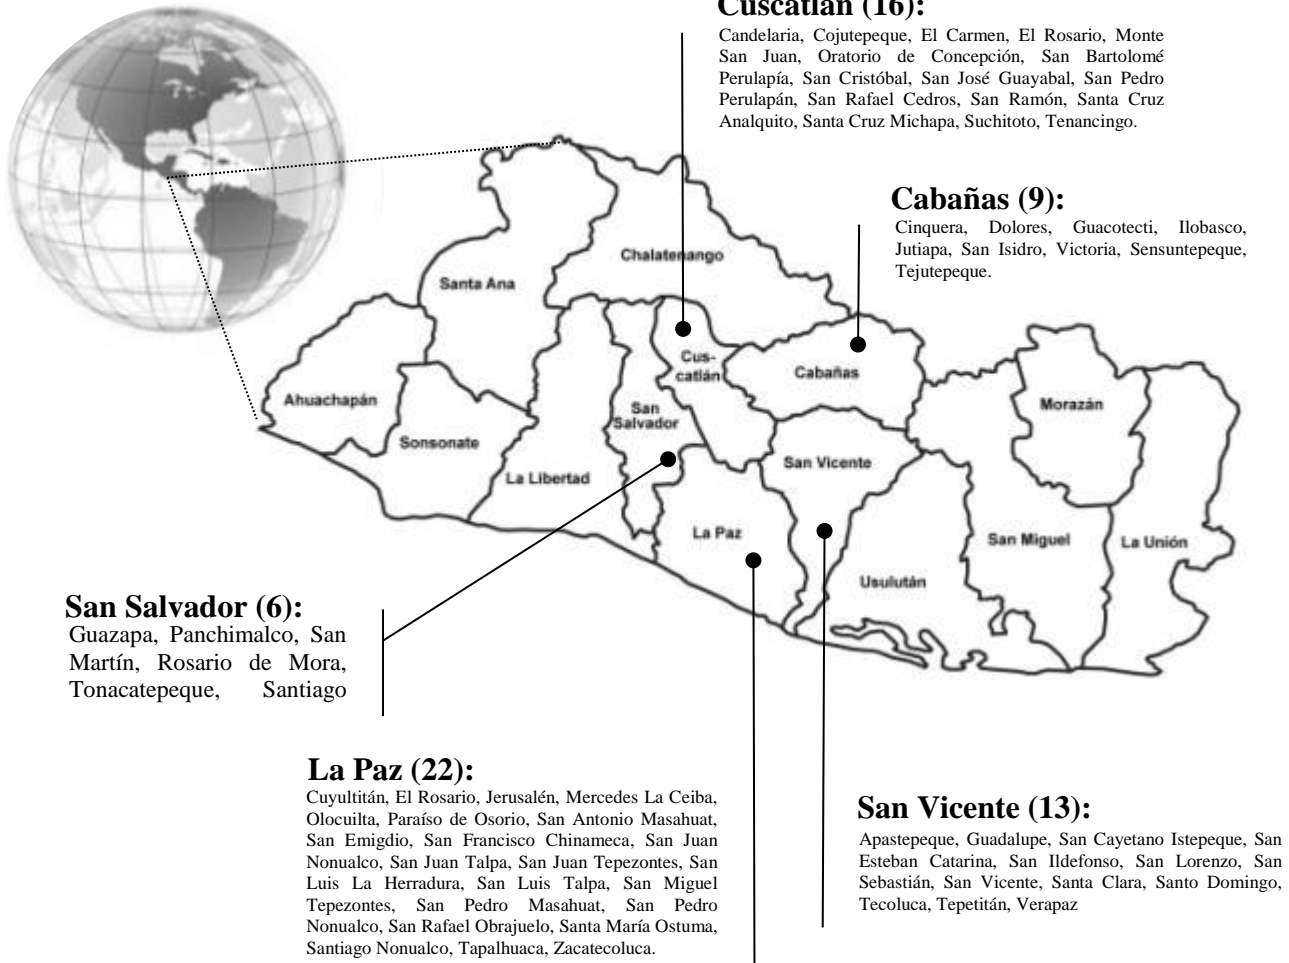 Cuscatlán (16):
Candelaria, Cojutepeque, El Carmen, El Rosario, Monte
San Juan, Oratorio de Concepción, San Bartolomé
Perulapía, San Cristóbal, San José Guayabal, San Pedro
Perulapán, San Rafael Cedros, San Ramón, Santa Cruz
Analquito, Santa Cruz Michapa, Suchitoto, Tenancingo.
Cabañas (9):
Cinquera, Dolores, Guacotecti, Ilobasco,
Jutiapa, San Isidro, Victoria, Sensuntepeque,
Tejutepeque.
Chalatenango
Santa Ana
Cus-
catlán
Cabañas
Ahuachapán
San
Salvador
Morazán
Sonsonate
La Libertad
San Vicente
La Paz
San Miguel
La Unión
Usulután
San Salvador (6):
Guazapa, Panchimalco, San
Martín, Rosario de Mora,
Tonacatepeque, Santiago
La Paz (22):
Cuyultitán, El Rosario, Jerusalén, Mercedes La Ceiba,
Olocuilta, Paraíso de Osorio, San Antonio Masahuat,
San Emigdio, San Francisco Chinameca, San Juan
Nonualco, San Juan Talpa, San Juan Tepezontes, San
Luis La Herradura, San Luis Talpa, San Miguel
Tepezontes, San Pedro Masahuat, San Pedro
Nonualco, San Rafael Obrajuelo, Santa María Ostuma,
Santiago Nonualco, Tapalhuaca, Zacatecoluca.
San Vicente (13):
Apastepeque, Guadalupe, San Cayetano Istepeque, San
Esteban Catarina, San Ildefonso, San Lorenzo, San
Sebastián, San Vicente, Santa Clara, Santo Domingo,
Tecoluca, Tepetitán, Verapaz